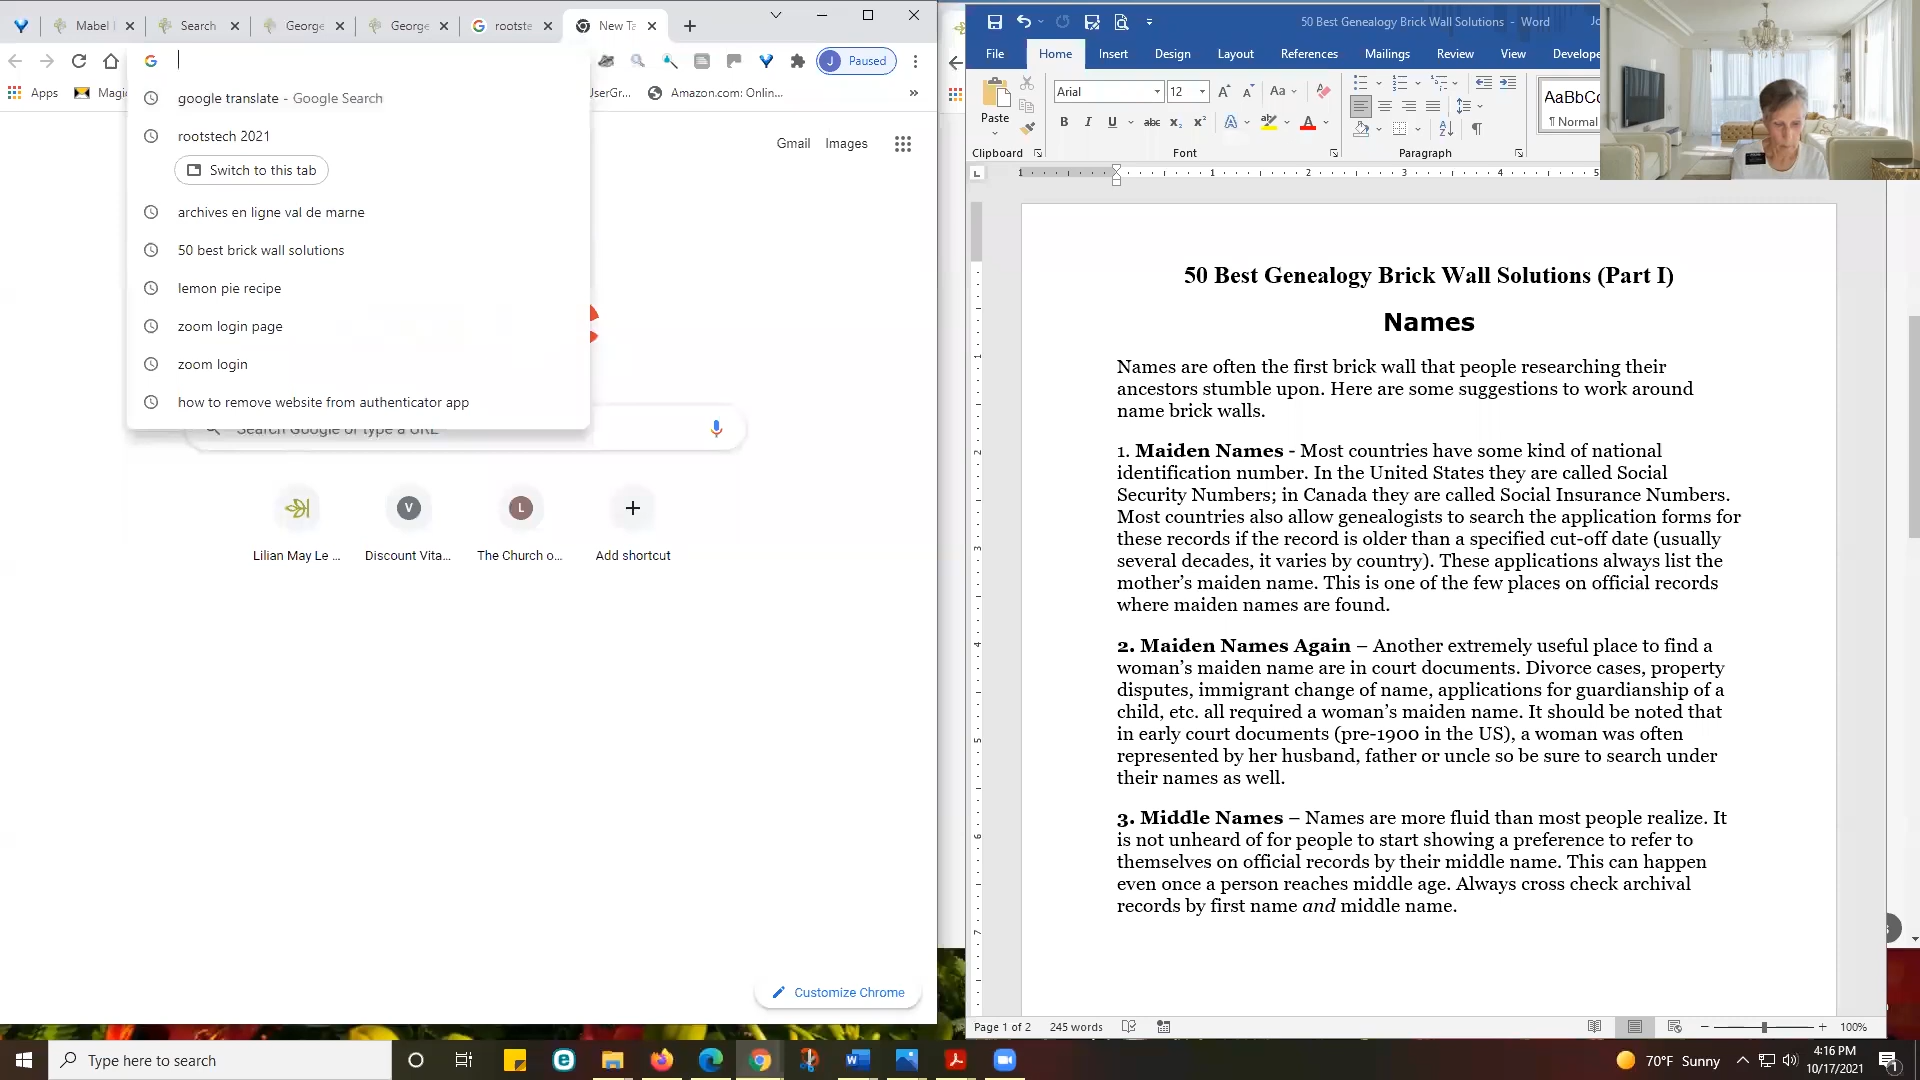 Mabel
Search
George
George
rootste
New Ta
50 Best Genealogy Brick Wall Solutions - Word
File
Home
Insert
Design
Layout
References
Mailings
Review
View
Develope
J
Paused
google translate - Google Search
Apps
Magi
UserGr...
Amazon.com: Onlin...
»
rootstech 2021
Switch to this tab
archives en ligne val de marne
50 best brick wall solutions
lemon pie recipe
zoom login page
zoom login
how to remove website from authenticator app
Gmail
Images
Search Google or type a URL
V
L
Lilian May Le ...
Discount Vita...
The Church o...
Add shortcut
Customize Chrome
Paste
Arial
12
Aa
AaBbCc
¶ Normal
B I U abc x₂ x² A ab A
Clipboard
Font
Paragraph
50 Best Genealogy Brick Wall Solutions (Part I)
Names
Names are often the first brick wall that people researching their
ancestors stumble upon. Here are some suggestions to work around
name brick walls.
1. Maiden Names - Most countries have some kind of national
identification number. In the United States they are called Social
Security Numbers; in Canada they are called Social Insurance Numbers.
Most countries also allow genealogists to search the application forms for
these records if the record is older than a specified cut-off date (usually
several decades, it varies by country). These applications always list the
mother's maiden name. This is one of the few places on official records
where maiden names are found.
2. Maiden Names Again – Another extremely useful place to find a
woman's maiden name are in court documents. Divorce cases, property
disputes, immigrant change of name, applications for guardianship of a
child, etc. all required a woman's maiden name. It should be noted that
in early court documents (pre-1900 in the US), a woman was often
represented by her husband, father or uncle so be sure to search under
their names as well.
3. Middle Names – Names are more fluid than most people realize. It
is not unheard of for people to start showing a preference to refer to
themselves on official records by their middle name. This can happen
even once a person reaches middle age. Always cross check archival
records by first name and middle name.
Page 1 of 2
245 words
100%
Type here to search
70°F Sunny
4:16 PM
10/17/2021